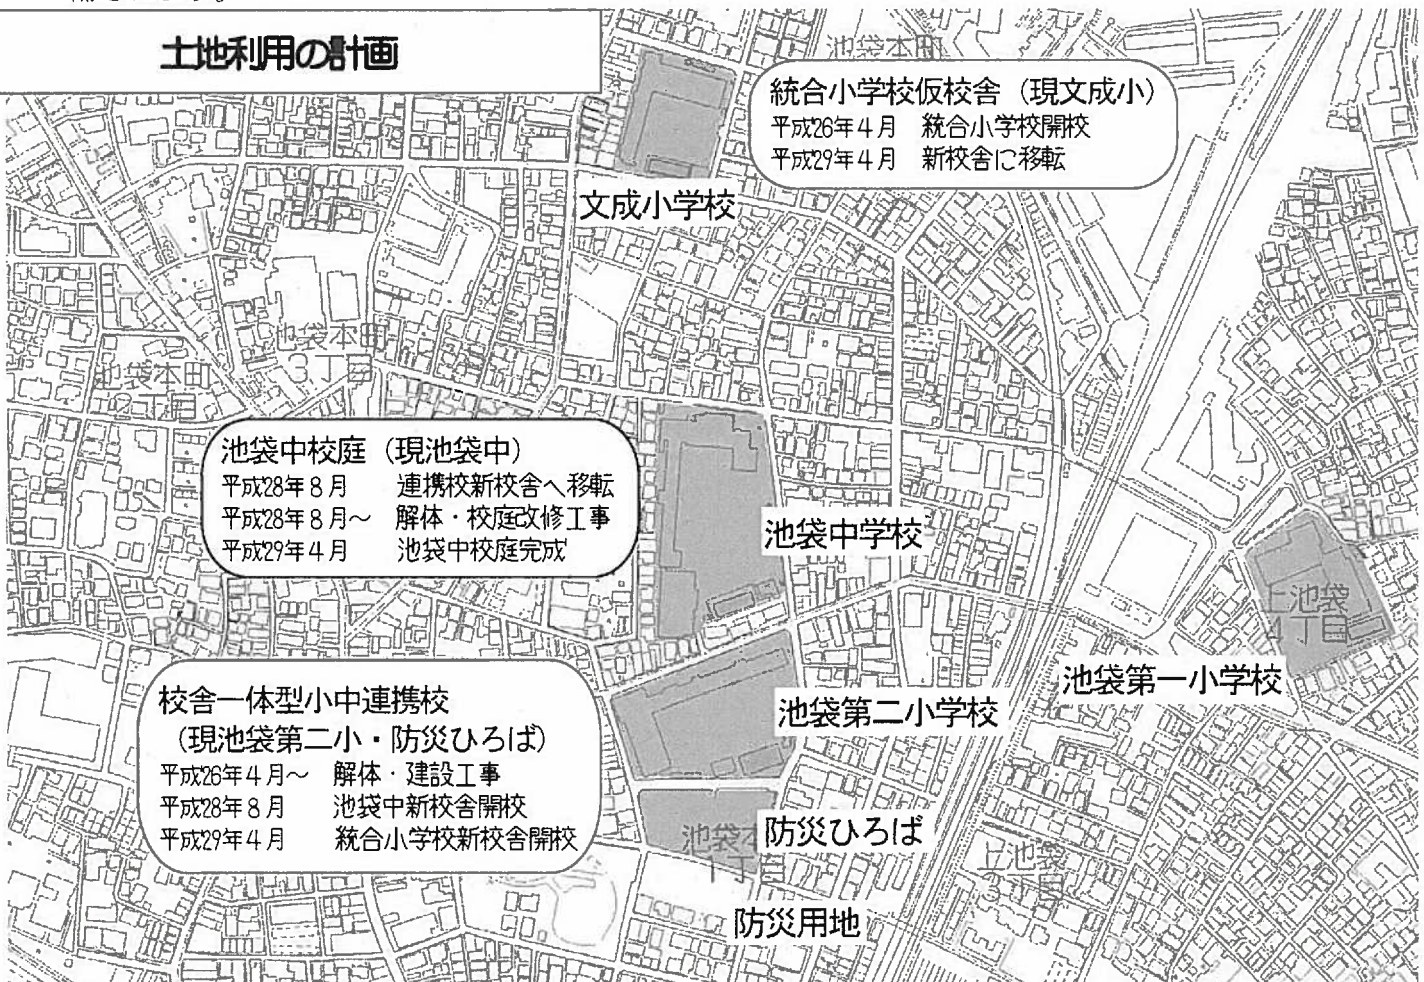 土地利用の計画
池袋本町
統合小学校仮校舎（現文成小）
平成26年4月　統合小学校開校
平成29年4月　新校舎に移転
文成小学校
池袋本町
3丁目
池袋本町
2丁目
池袋中校庭（現池袋中）
平成28年8月　連携校新校舎へ移転
平成28年8月～　解体・校庭改修工事
平成29年4月　池袋中校庭完成
池袋中学校
上池袋
4丁目
池袋第一小学校
校舎一体型小中連携校
（現池袋第二小・防災ひろば）
平成26年4月～　解体・建設工事
平成28年8月　池袋中新校舎開校
平成29年4月　統合小学校新校舎開校
池袋第二小学校
防災ひろば
池袋本
1丁目
上池袋
3丁目
防災用地